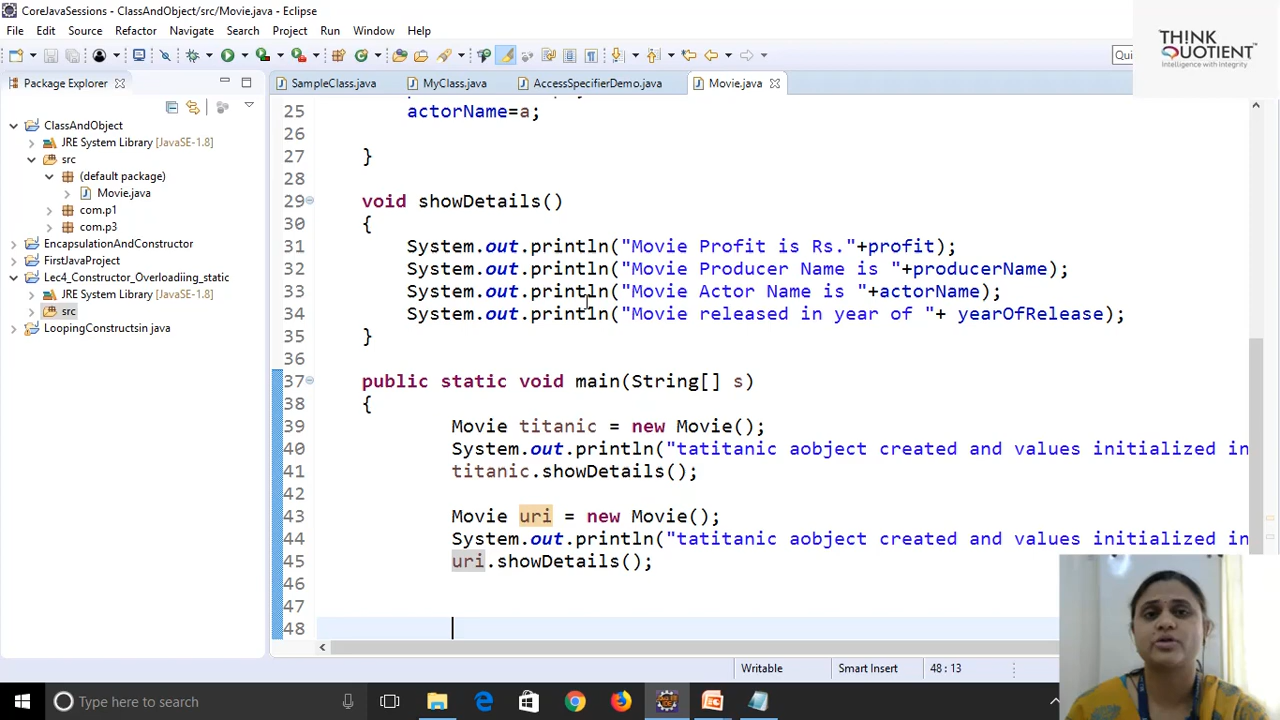 CoreJavaSessions - ClassAndObject/src/Movie.java - Eclipse
File Edit Source Refactor Navigate Search Project Run Window Help
THINK
QUOTIENT
Intelligence with integrity
Qui
Package Explorer
SampleClass.java MyClass.java AccessSpecifierDemo.java Movie.java
ClassAndObject
JRE System Library [JavaSE-1.8]
src
(default package)
Movie.java
com.p1
com.p3
EncapsulationAndConstructor
FirstJavaProject
Lec4_Constructor_Overloadiing_static
JRE System Library [JavaSE-1.8]
src
LoopingConstructsin java
25 actorName=a;
26
27 }
28
29 void showDetails()
30 {
31 System.out.println("Movie Profit is Rs."+profit);
32 System.out.println("Movie Producer Name is "+producerName);
33 System.out.println("Movie Actor Name is "+actorName);
34 System.out.println("Movie released in year of "+ yearOfRelease);
35 }
36
37 public static void main(String[] s)
38 {
39 Movie titanic = new Movie();
40 System.out.println("tatitanic aobject created and values initialized in
41 titanic.showDetails();
42
43 Movie uri = new Movie();
44 System.out.println("tatitanic aobject created and values initialized in
45 uri.showDetails();
46
47
48
Writable Smart Insert 48 : 13
Type here to search